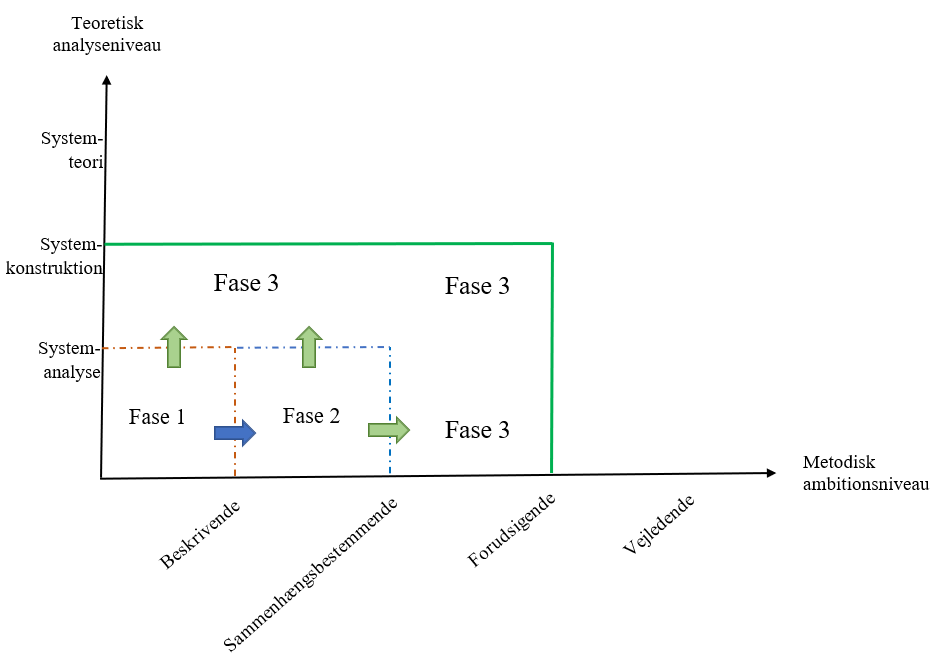 Teoretisk
analyseniveau
System-
teori
System-
konstruktion
Fase 3
Fase 3
System-
analyse
Fase 1
Fase 2
Fase 3
Metodisk
ambitionsniveau
Beskrivende
Sammenhængsbestemmende
Forudsigende
Vejledende